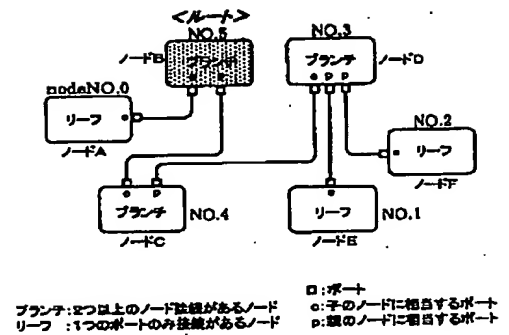 <ルート>
NO.5
NO.3
ノードB
ブランチ
ブランチ
ノードD
c p p
nodeNO.0
リーフ
c
ノードA
NO.2
c リーフ
ノードF
c p
ブランチ
NO.4
ノードC
リーフ
NO.1
ノードE
ロ:ポート
ブランチ:2つ以上のノード接続があるノード
c:子のノードに相当するポート
リーフ :1つのポートのみ接続があるノード
p:親のノードに相当するポート